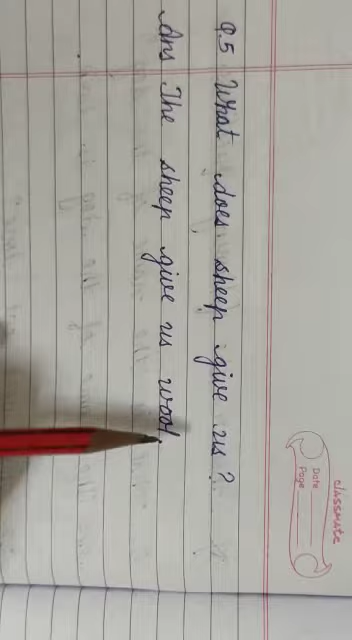 classmate
Date
Page
Q.5 What does sheep give us?
Ans The sheep give us wool.